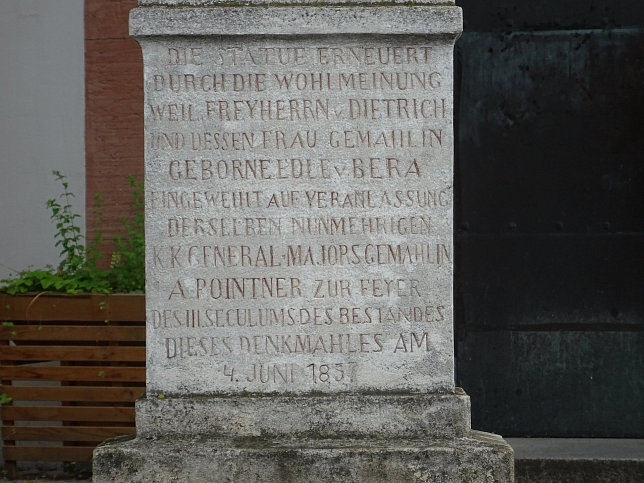 DIE STATUE ERNEUERT
DURCH DIE WOHLMEINUNG
WEIL. FREYHERRN v. DIETRICH
UND DESSEN FRAU GEMAHLIN
GEBORNE EDLE v. BERA
EINGEWEIHT AUF VERANLASSUNG
DERSELBEN NUNMEHRIGEN
K.K. GENERAL-MAJORS GEMAHLIN
A. POINTNER ZUR FEYER
DES III. SECULUMS DES BESTANDES
DIESES DENKMAHLES AM
4. JUNI 1857